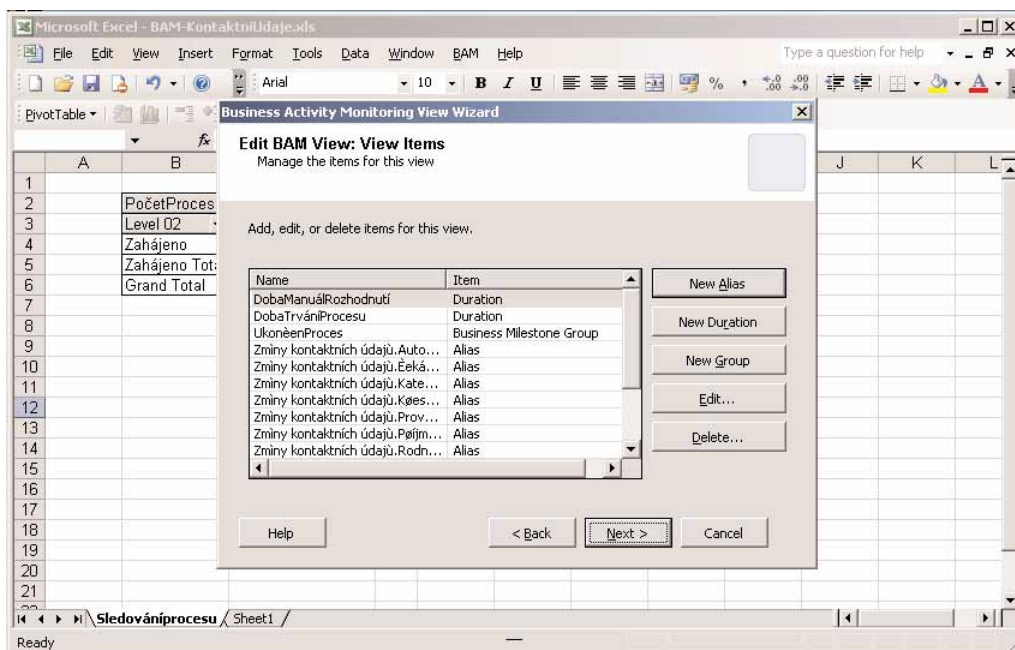 Microsoft Excel - BAM-KontaktniUdaje.xls
File Edit View Insert Format Tools Data Window BAM Help Type a question for help
Arial 10 B I U % , .00
PivotTable fx
Business Activity Monitoring View Wizard
Edit BAM View: View Items
Manage the items for this view
Add, edit, or delete items for this view.
Name Item
DobaManuálRozhodnutí Duration
DobaTrváníProcesu Duration
UkonèenProces Business Milestone Group
Zmìny kontaktních údajù.Auto... Alias
Zmìny kontaktních údajù.Èeká... Alias
Zmìny kontaktních údajù.Kate... Alias
Zmìny kontaktních údajù.Køes... Alias
Zmìny kontaktních údajù.Prov... Alias
Zmìny kontaktních údajù.Pøíjm... Alias
Zmìny kontaktních údajù.Rodn... Alias
New Alias
New Duration
New Group
Edit...
Delete...
Help < Back Next > Cancel
A B J K L
1
2 PočetProces
3 Level 02
4 Zahájeno
5 Zahájeno Tot
6 Grand Total
7
8
9
10
11
12
13
14
15
16
17
18
19
20
21
22
Sledováníprocesu Sheet1
Ready